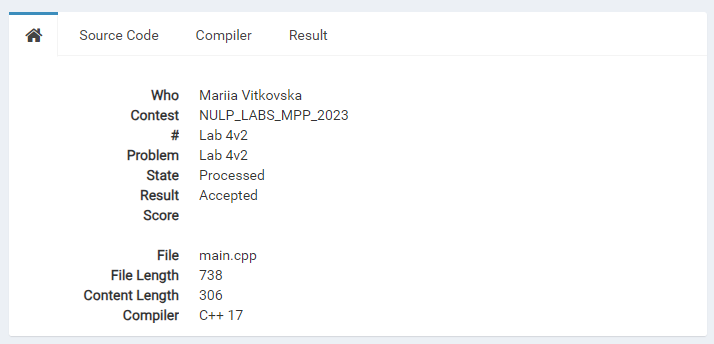 Source Code Compiler Result
Who Mariia Vitkovska
Contest NULP_LABS_MPP_2023
# Lab 4v2
Problem Lab 4v2
State Processed
Result Accepted
Score
File main.cpp
File Length 738
Content Length 306
Compiler C++ 17